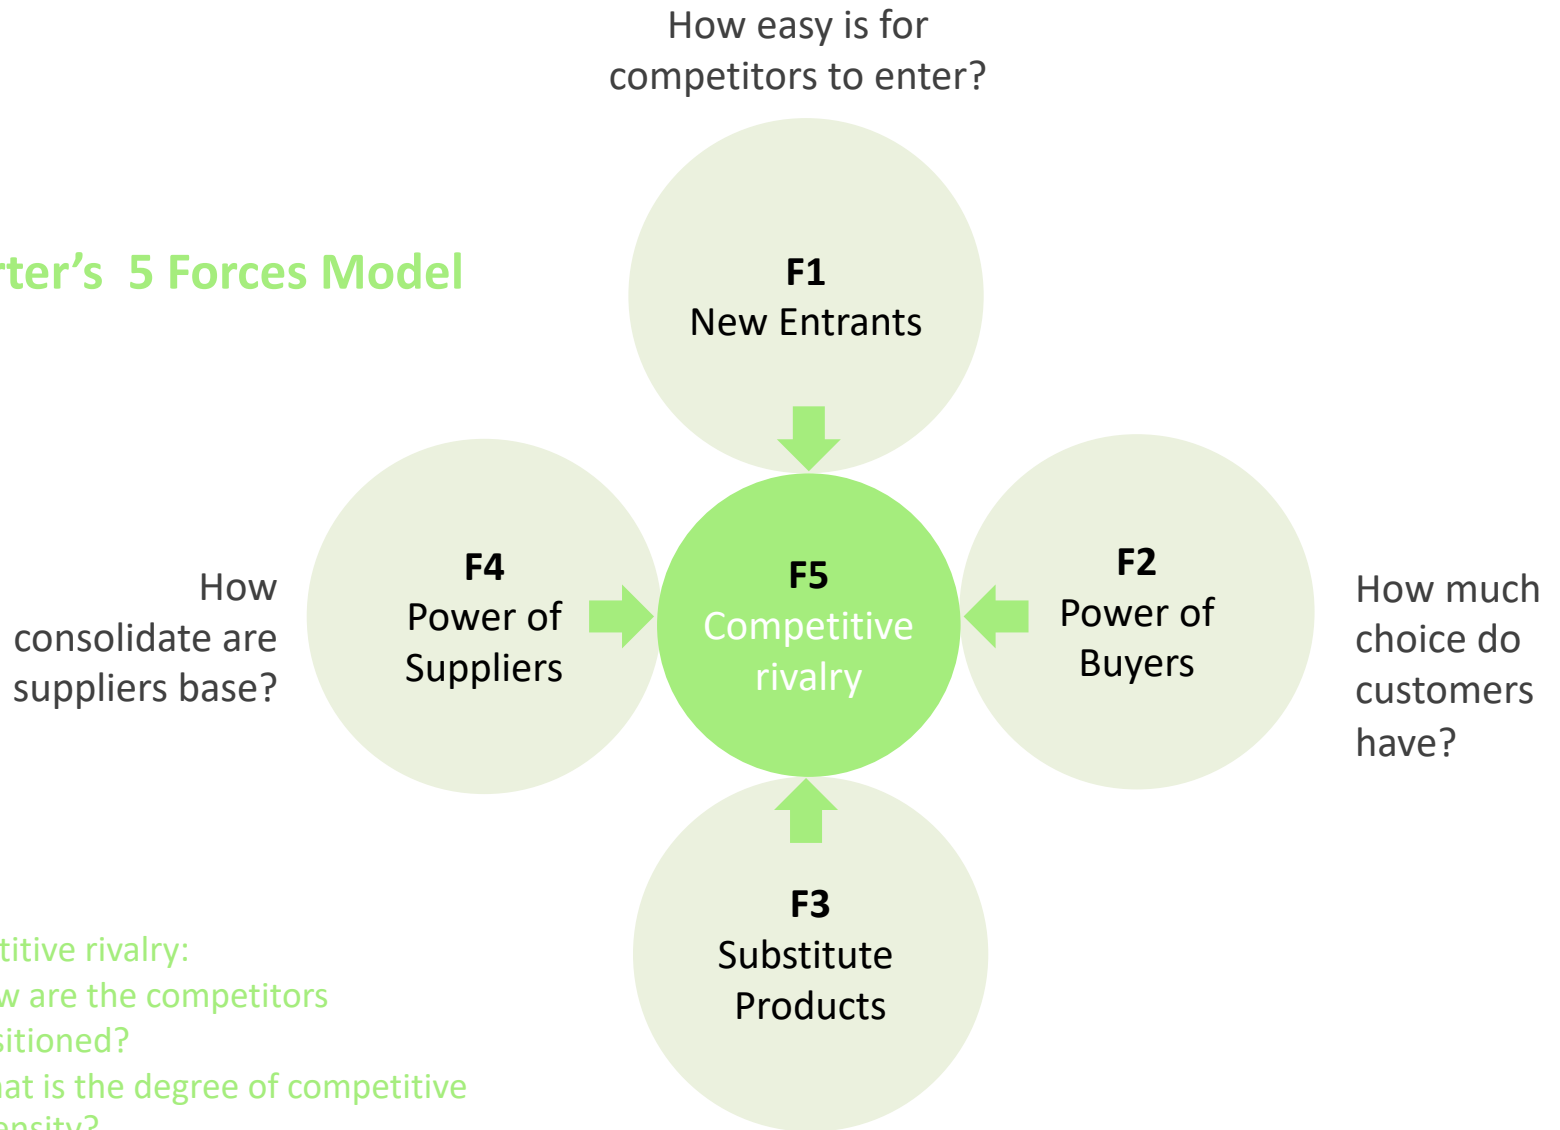 How easy is for
competitors to enter?
rter’s 5 Forces Model
F1
New Entrants
F4
Power of
Suppliers
F5
Competitive
rivalry
F2
Power of
Buyers
How
consolidate are
suppliers base?
How much
choice do
customers
have?
F3
Substitute
Products
titive rivalry:
w are the competitors
sitioned?
at is the degree of competitive
ensity?